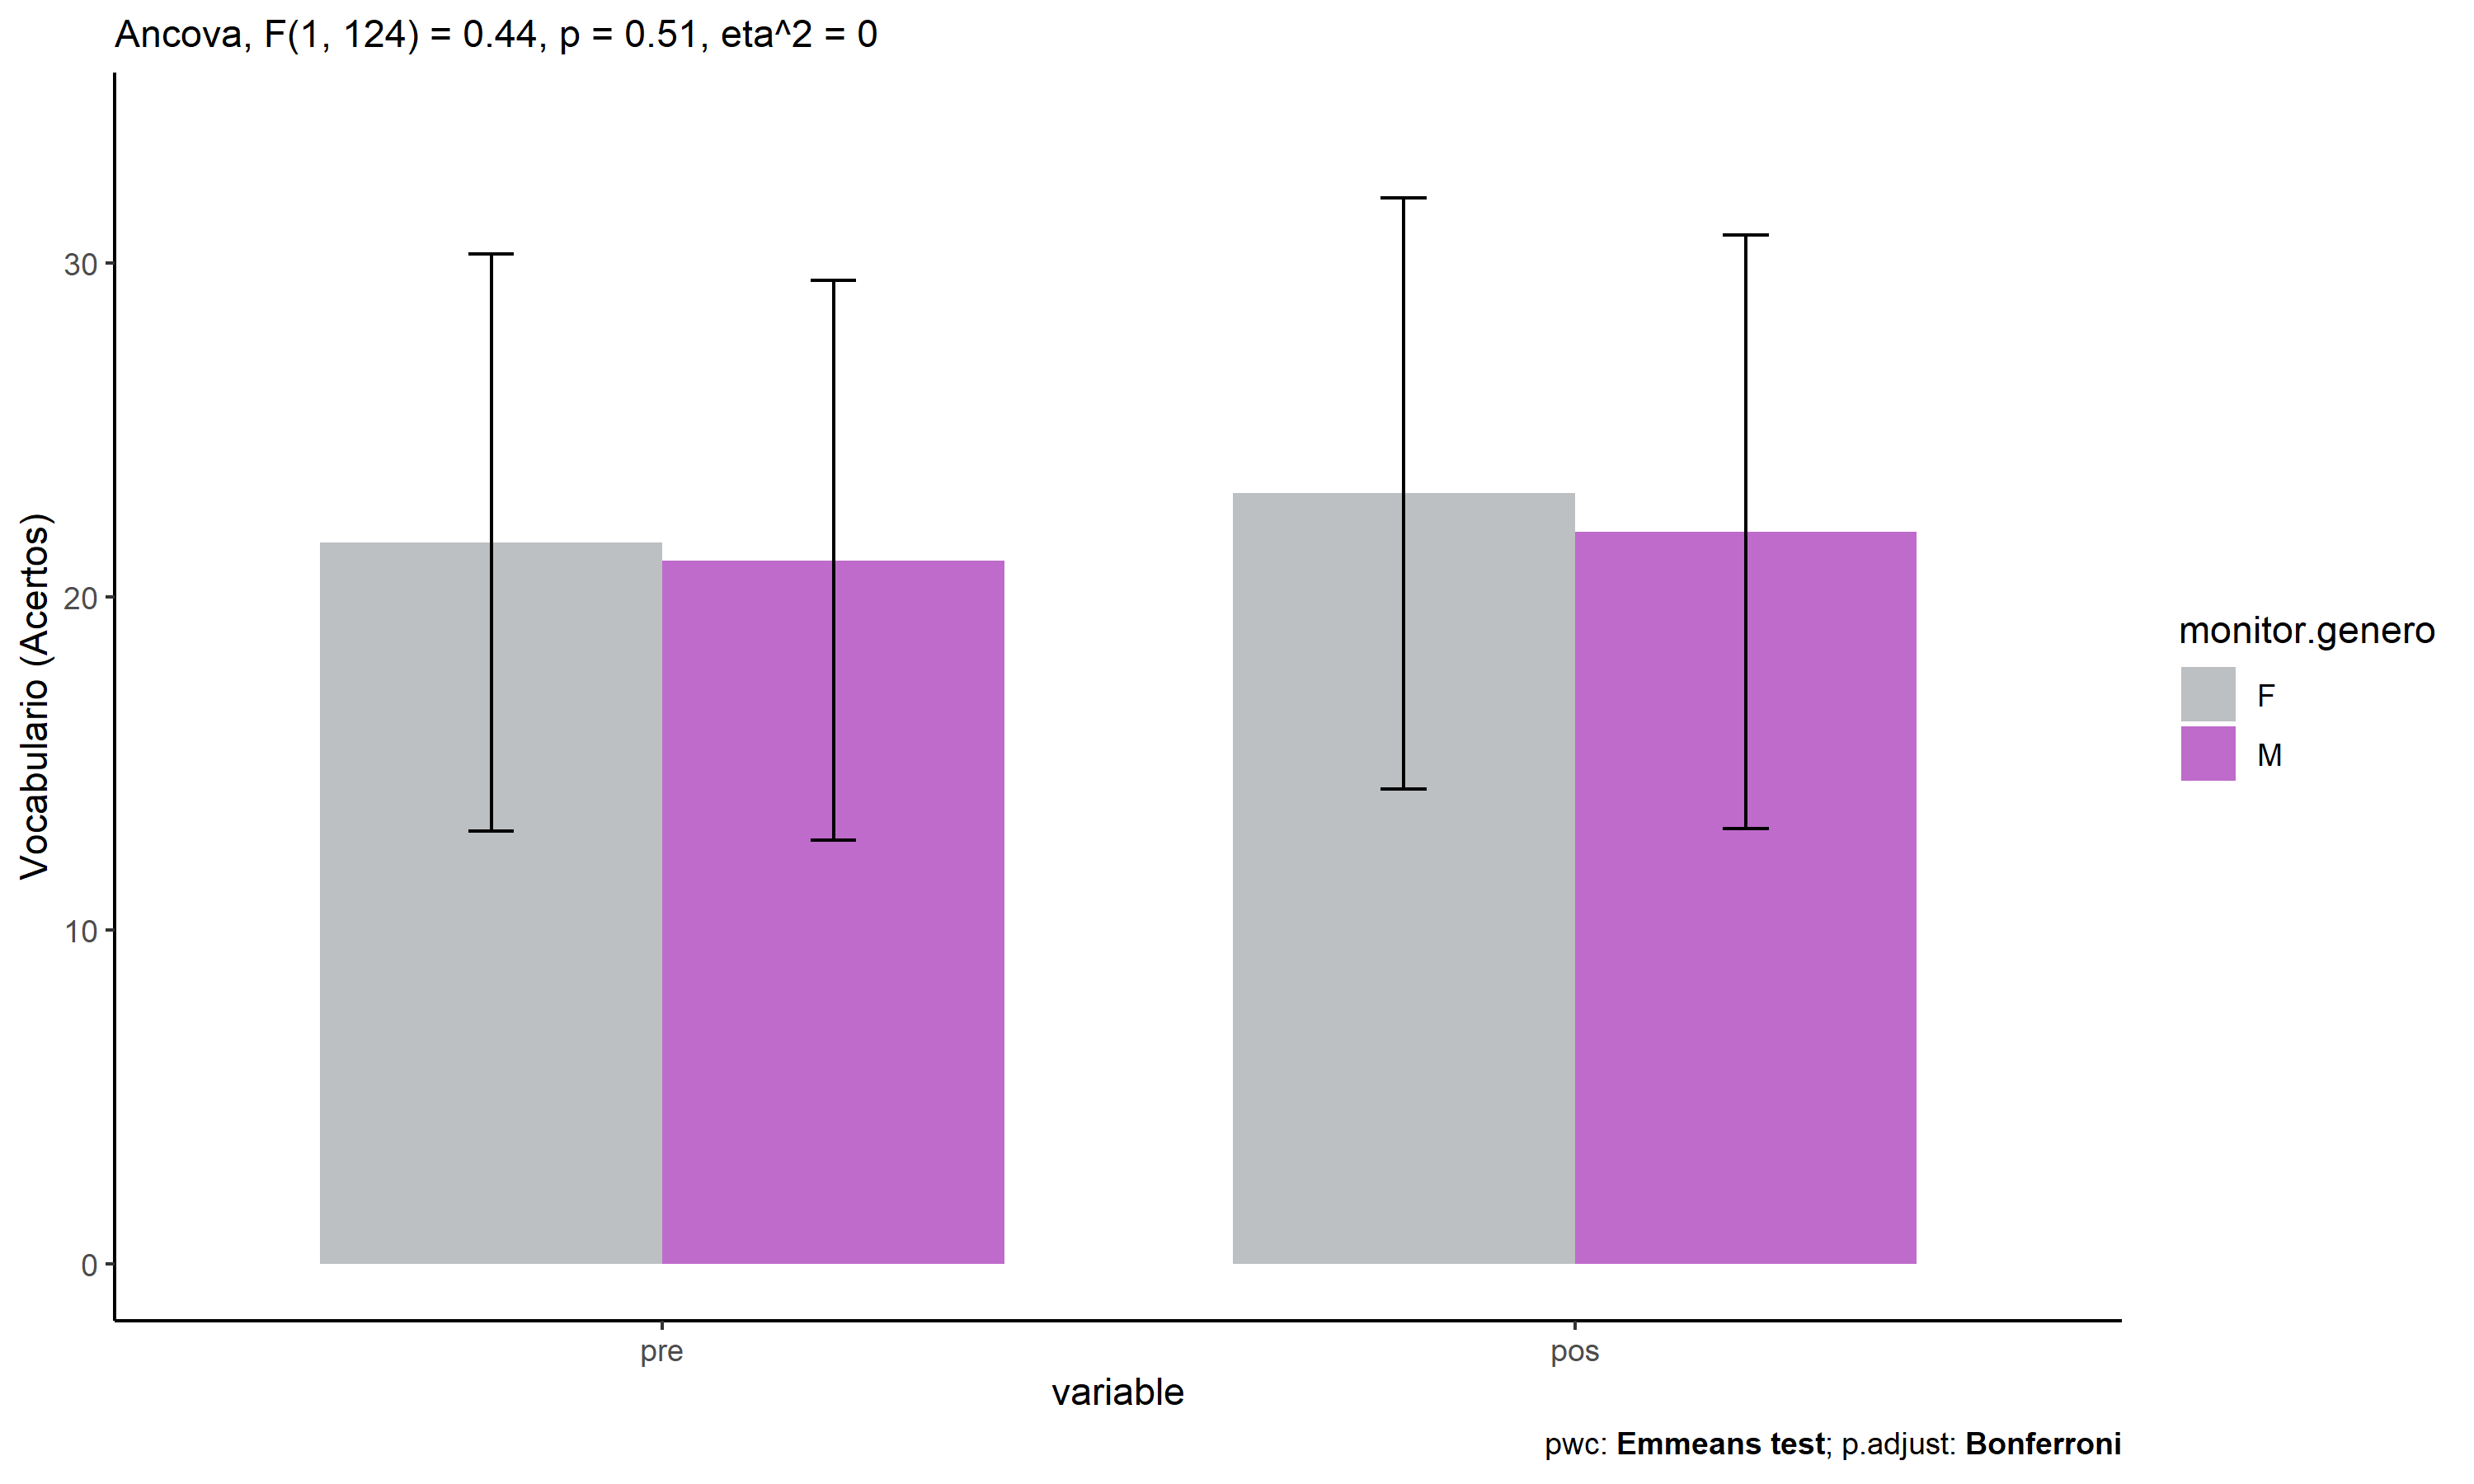 Ancova, F(1, 124) = 0.44, p = 0.51, eta^2 = 0
Vocabulario (Acertos)
30
20
10
0
pre
pos
variable
monitor.genero
F
M
pwc: Emmeans test; p.adjust: Bonferroni